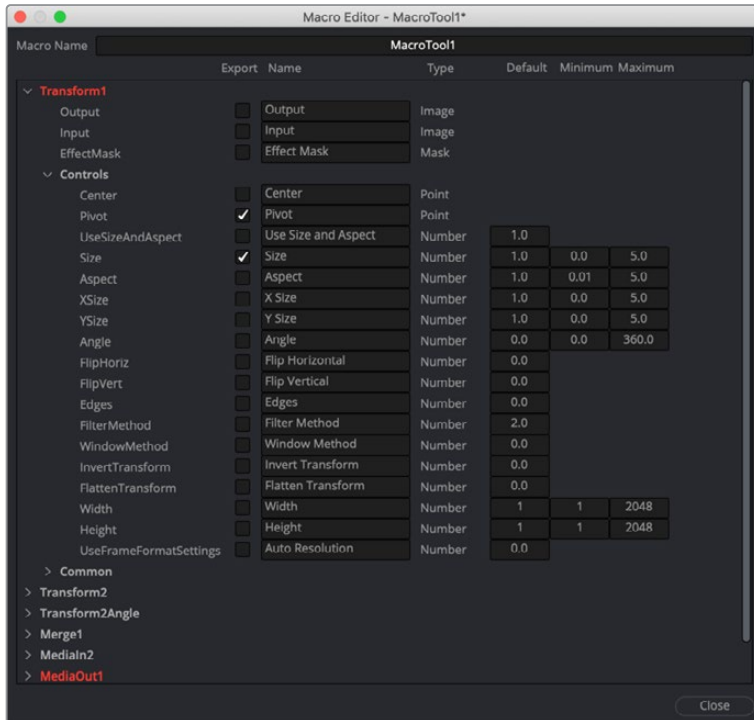 Macro Editor - MacroTool1*
Macro Name MacroTool1
Export Name Type Default Minimum Maximum
Transform1
Output Output Image
Input Input Image
EffectMask Effect Mask Mask
Controls
Center Center Point
Pivot Pivot Point
UseSizeAndAspect Use Size and Aspect Number 1.0
Size Size Number 1.0 0.0 5.0
Aspect Aspect Number 1.0 0.01 5.0
XSize X Size Number 1.0 0.0 5.0
YSize Y Size Number 1.0 0.0 5.0
Angle Angle Number 0.0 0.0 360.0
FlipHoriz Flip Horizontal Number 0.0
FlipVert Flip Vertical Number 0.0
Edges Edges Number 0.0
FilterMethod Filter Method Number 2.0
WindowMethod Window Method Number 0.0
InvertTransform Invert Transform Number 0.0
FlattenTransform Flatten Transform Number 0.0
Width Width Number 1 1 2048
Height Height Number 1 1 2048
UseFrameFormatSettings Auto Resolution Number 0.0
Common
Transform2
Transform2Angle
Merge1
MediaIn2
MediaOut1
Close